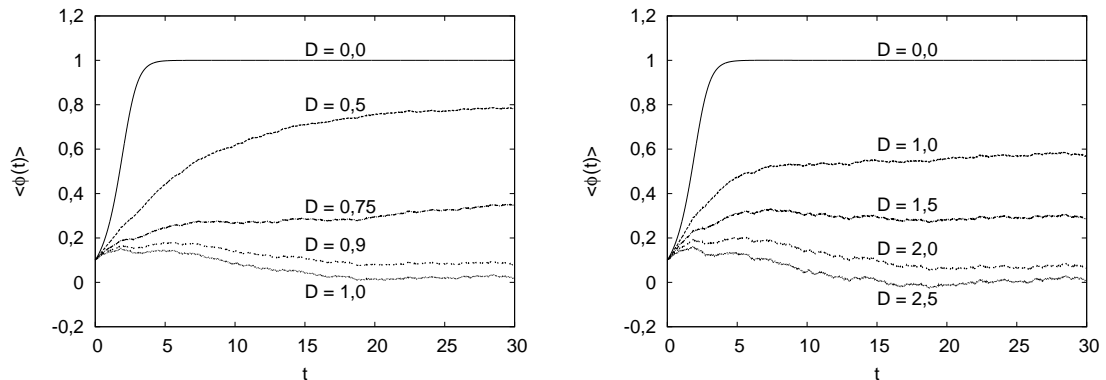 1,2
1
0,8
0,6
0,4
0,2
0
-0,2
<ϕ(t)>
D = 0,0
D = 0,5
D = 0,75
D = 0,9
D = 1,0
0 5 10 15 20 25 30
t
1,2
1
0,8
0,6
0,4
0,2
0
-0,2
<ϕ(t)>
D = 0,0
D = 1,0
D = 1,5
D = 2,0
D = 2,5
0 5 10 15 20 25 30
t